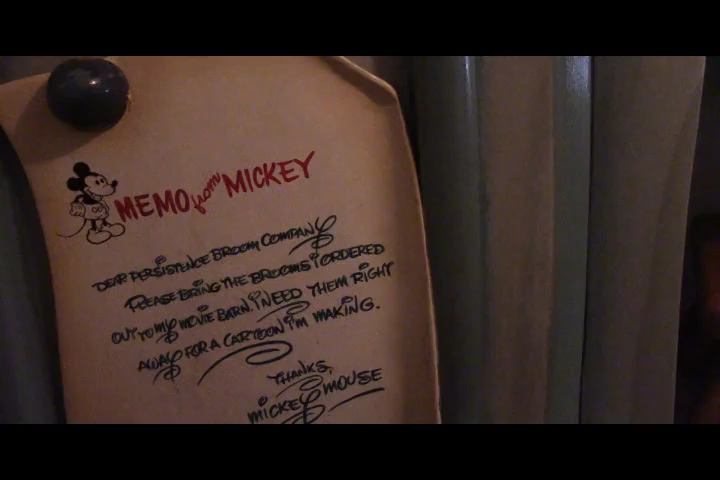 MEMO from MICKEY
DEAR PERSISTENCE BROOM COMPANY
PLEASE BRING THE BROOMS I ORDERED
OUT TO MY MOVIE BARN. I NEED THEM RIGHT
AWAY FOR A CARTOON I'M MAKING.
THANKS,
MICKEY MOUSE